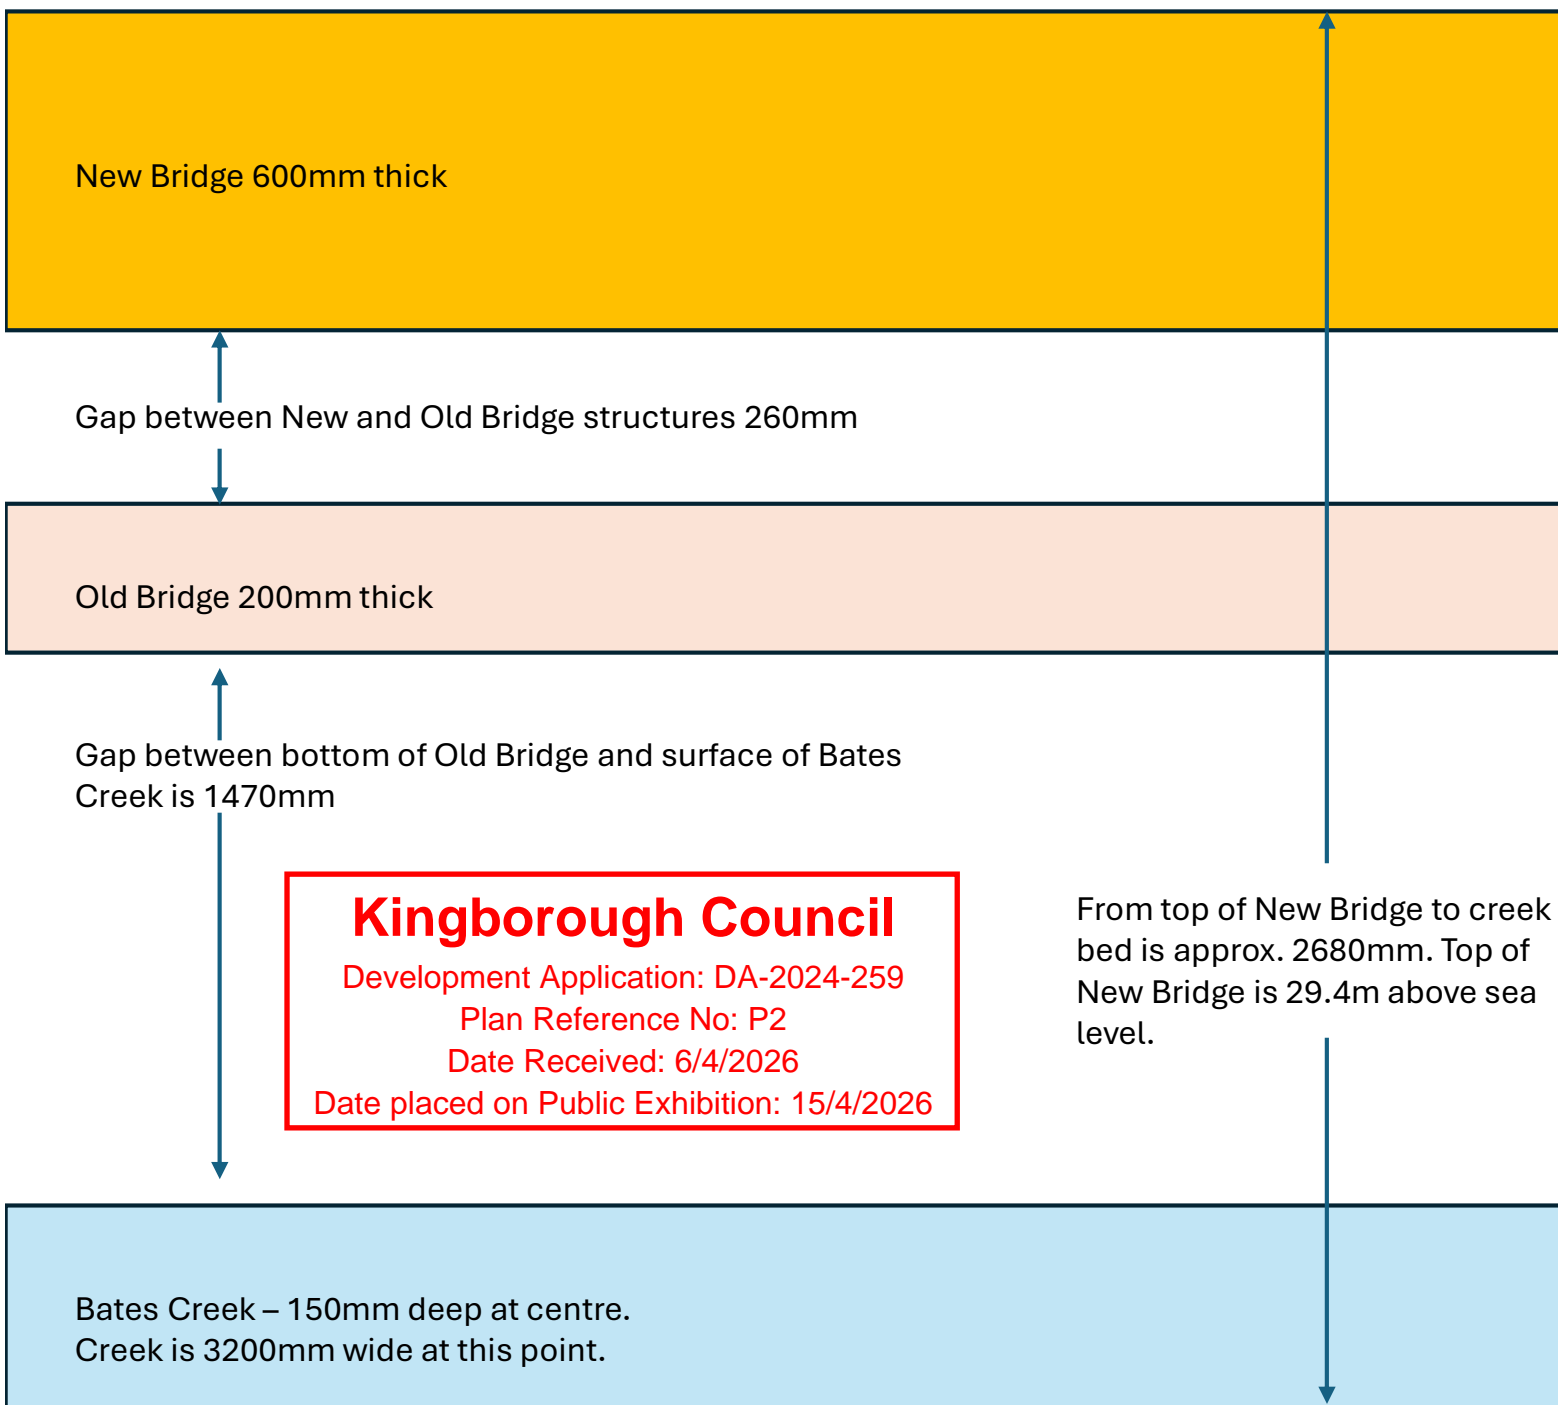 New Bridge 600mm thick
Gap between New and Old Bridge structures 260mm
Old Bridge 200mm thick
Gap between bottom of Old Bridge and surface of Bates
Creek is 1470mm
Kingborough Council
Development Application: DA-2024-259
Plan Reference No: P2
Date Received: 6/4/2026
Date placed on Public Exhibition: 15/4/2026
From top of New Bridge to creek
bed is approx. 2680mm. Top of
New Bridge is 29.4m above sea
level.
Bates Creek – 150mm deep at centre.
Creek is 3200mm wide at this point.